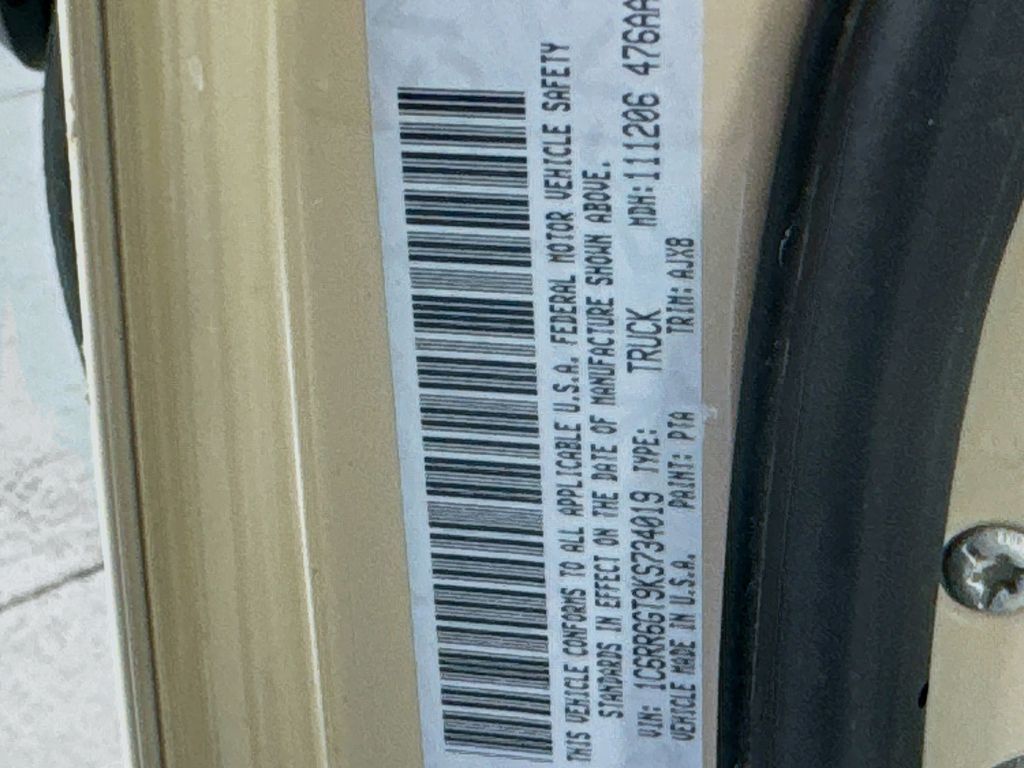 THIS VEHICLE CONFORMS TO ALL APPLICABLE U.S.A. FEDERAL MOTOR VEHICLE SAFETY
STANDARDS IN EFFECT ON THE DATE OF MANUFACTURE SHOWN ABOVE.
VIN: 1C6RR6GT9KS734019 TYPE: TRUCK MDH: 111206 476AA
VEHICLE MADE IN U.S.A. PAINT: PTA TRIM: AJX8